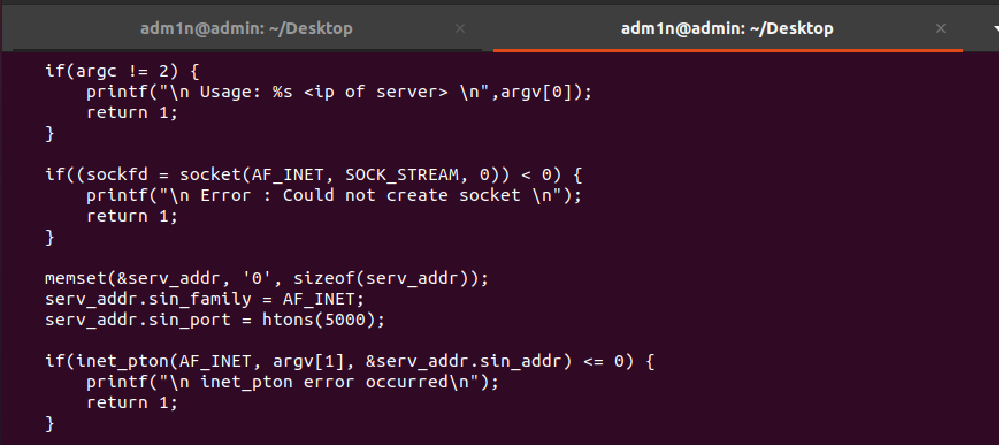 adm1n@admin: ~/Desktop
adm1n@admin: ~/Desktop
if(argc != 2) {
printf("\n Usage: %s <ip of server> \n",argv[0]);
return 1;
}
if((sockfd = socket(AF_INET, SOCK_STREAM, 0)) < 0) {
printf("\n Error : Could not create socket \n");
return 1;
}
memset(&serv_addr, '0', sizeof(serv_addr));
serv_addr.sin_family = AF_INET;
serv_addr.sin_port = htons(5000);
if(inet_pton(AF_INET, argv[1], &serv_addr.sin_addr) <= 0) {
printf("\n inet_pton error occurred\n");
return 1;
}